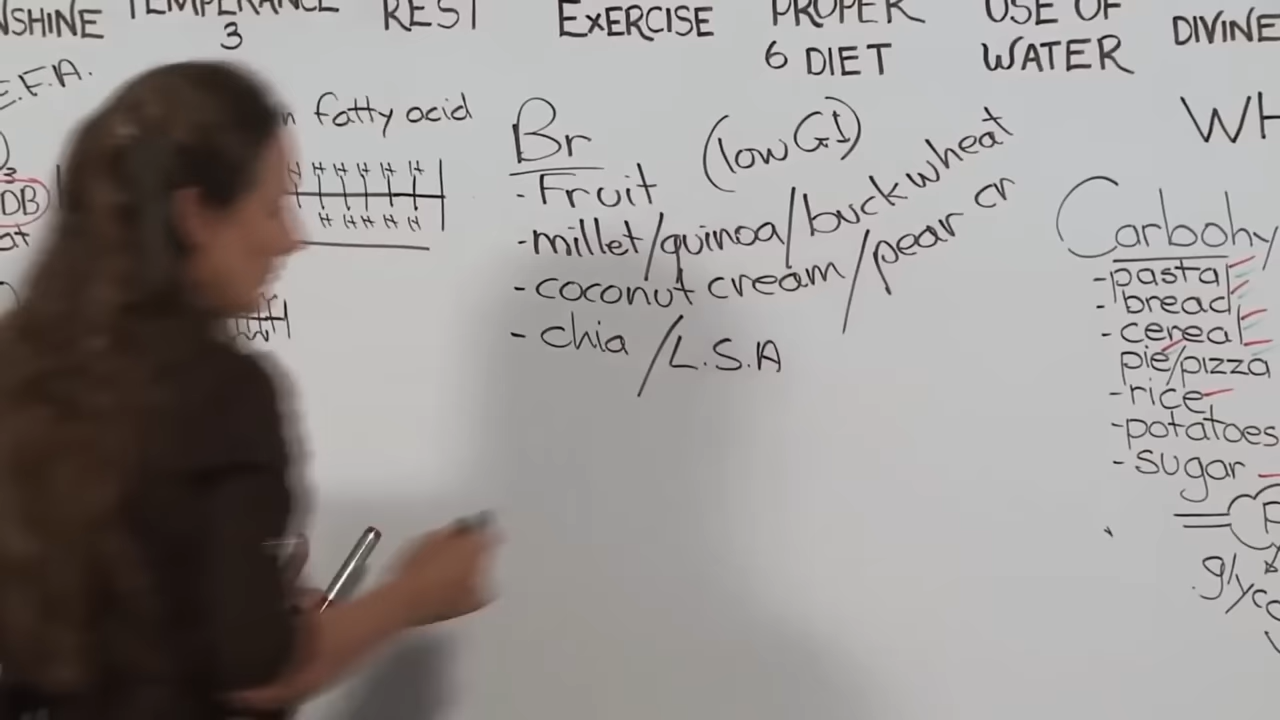 NSHINE TEMPERANCE REST EXERCISE PROPER USE OF
3 6 DIET WATER DIVINE
E.F.A.
n fatty acid
3
DB
at
Br (low GI)
- Fruit
- millet/quinoa/buckwheat
- coconut cream/pear cr
- chia / L.S.A
WH
Carbohy
- pasta
- bread
- cereal
pie/pizza
- rice
- potatoes
- sugar
glyco